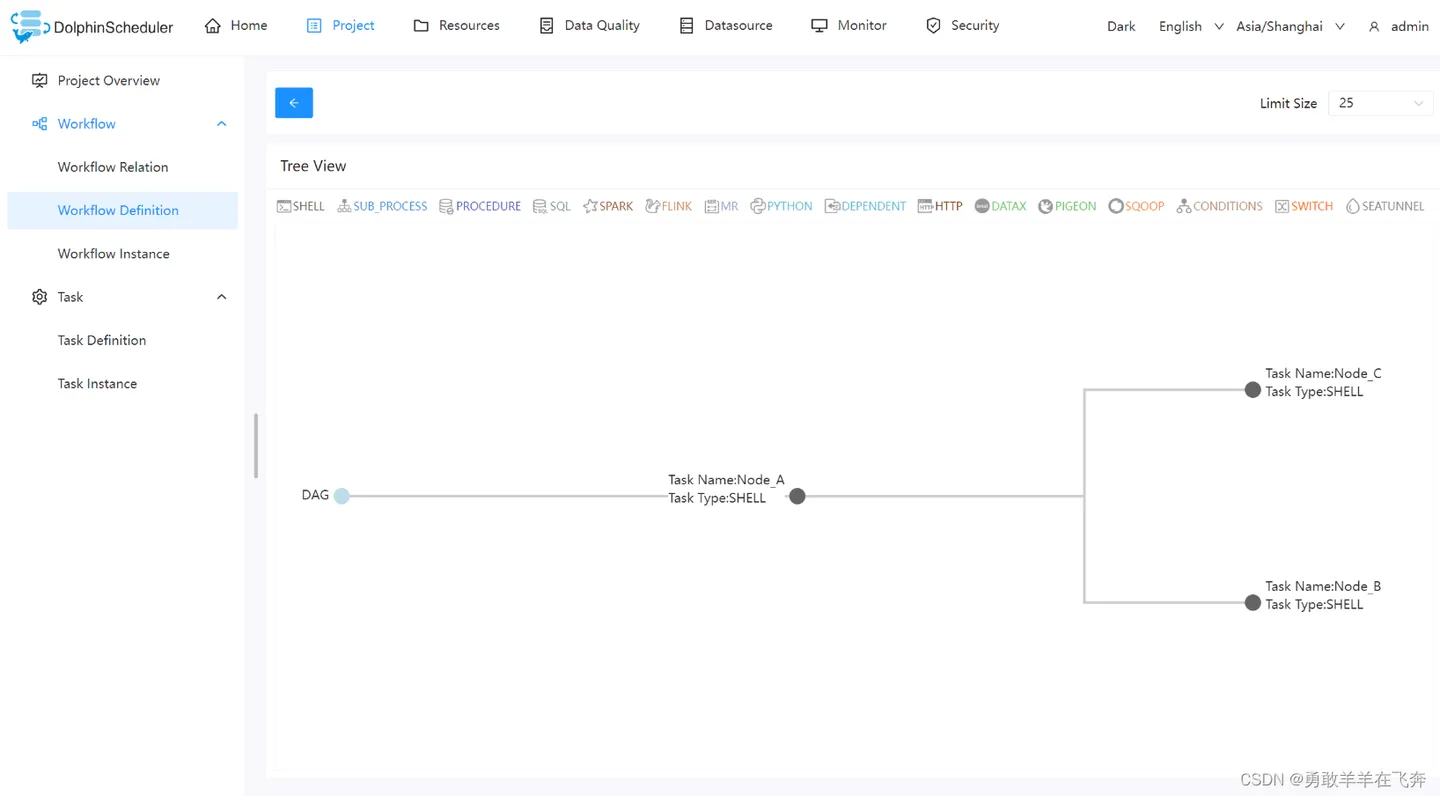 DolphinScheduler Home Project Resources Data Quality Datasource Monitor Security Dark English Asia/Shanghai admin
Project Overview
Workflow
Workflow Relation
Workflow Definition
Workflow Instance
Task
Task Definition
Task Instance
Limit Size 25
Tree View
SHELL SUB_PROCESS PROCEDURE SQL SPARK FLINK MR PYTHON DEPENDENT HTTP DATAX PIGEON SQOOP CONDITIONS SWITCH SEATUNNEL
DAG
Task Name:Node_A
Task Type:SHELL
Task Name:Node_C
Task Type:SHELL
Task Name:Node_B
Task Type:SHELL
CSDN @勇敢羊羊在飞奔